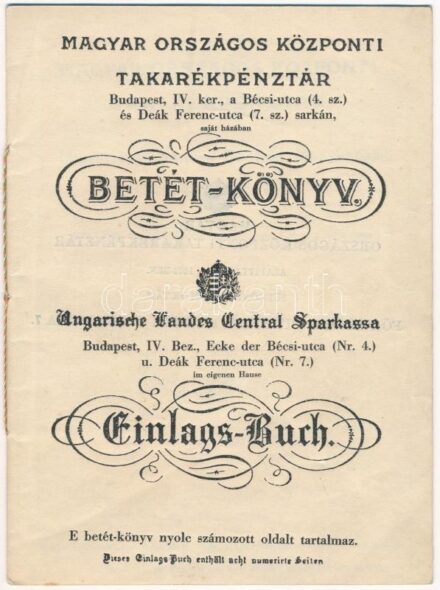 MAGYAR ORSZÁGOS KÖZPONTI
TAKARÉKPÉNZTÁR
Budapest, IV. ker., a Bécsi-utca (4. sz.)
és Deák Ferenc-utca (7. sz.) sarkán,
saját házában
BETÉT-KÖNYV.
Ungarische Landes Central Sparkassa
Budapest, IV. Bez., Ecke der Bécsi-utca (Nr. 4.)
u. Deák Ferenc-utca (Nr. 7.)
im eigenen Hause
Einlags-Buch.
E betét-könyv nyolc számozott oldalt tartalmaz.
Dieses Einlags-Buch enthält acht numerirte Seiten